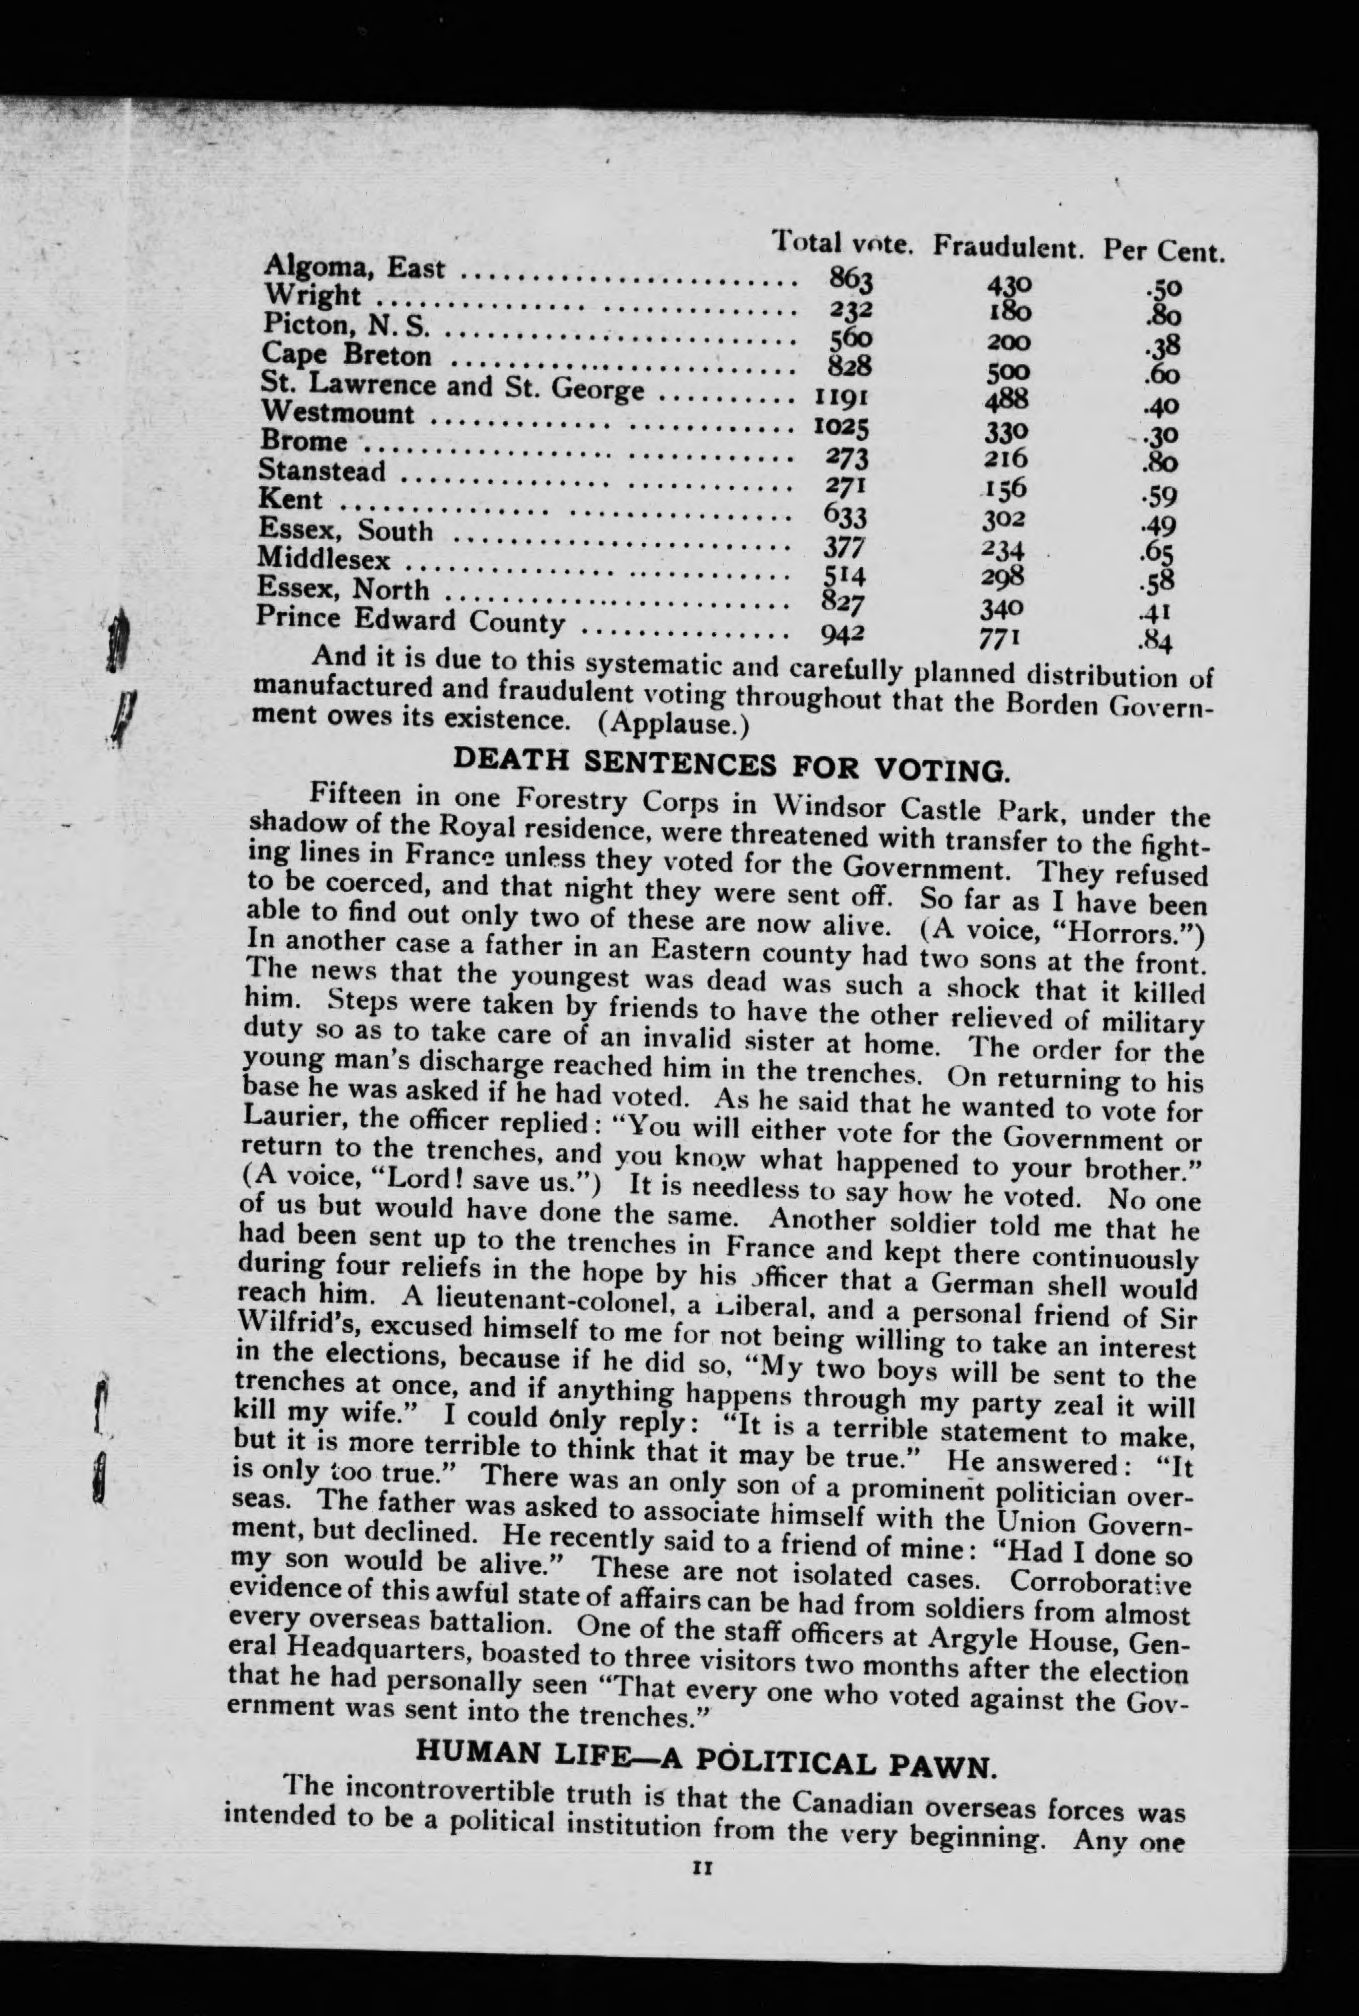 Total vote. Fraudulent. Per Cent.
Algoma, East ........................ 863 430 .50
Wright .............................. 232 180 .80
Picton, N. S. ......................... 560 200 .38
Cape Breton ......................... 828 500 .60
St. Lawrence and St. George .......... 1191 488 .40
Westmount .......................... 1025 330 .30
Brome .............................. 273 216 .80
Stanstead ........................... 271 156 .59
Kent ............................... 633 302 .49
Essex, South ........................ 377 234 .65
Middlesex ........................... 514 298 .58
Essex, North ......................... 827 340 .41
Prince Edward County ............... 942 771 .84
And it is due to this systematic and carefully planned distribution of
manufactured and fraudulent voting throughout that the Borden Govern-
ment owes its existence. (Applause.)
DEATH SENTENCES FOR VOTING.
Fifteen in one Forestry Corps in Windsor Castle Park, under the
shadow of the Royal residence, were threatened with transfer to the fight-
ing lines in France unless they voted for the Government. They refused
to be coerced, and that night they were sent off. So far as I have been
able to find out only two of these are now alive. (A voice, “Horrors.”)
In another case a father in an Eastern county had two sons at the front.
The news that the youngest was dead was such a shock that it killed
him. Steps were taken by friends to have the other relieved of military
duty so as to take care of an invalid sister at home. The order for the
young man’s discharge reached him in the trenches. On returning to his
base he was asked if he had voted. As he said that he wanted to vote for
Laurier, the officer replied: “You will either vote for the Government or
return to the trenches, and you know what happened to your brother.”
(A voice, “Lord! save us.”) It is needless to say how he voted. No one
of us but would have done the same. Another soldier told me that he
had been sent up to the trenches in France and kept there continuously
during four reliefs in the hope by his officer that a German shell would
reach him. A lieutenant-colonel, a Liberal, and a personal friend of Sir
Wilfrid’s, excused himself to me for not being willing to take an interest
in the elections, because if he did so, “My two boys will be sent to the
trenches at once, and if anything happens through my party zeal it will
kill my wife.” I could only reply: “It is a terrible statement to make,
but it is more terrible to think that it may be true.” He answered: “It
is only too true.” There was an only son of a prominent politician over-
seas. The father was asked to associate himself with the Union Govern-
ment, but declined. He recently said to a friend of mine: “Had I done so
my son would be alive.” These are not isolated cases. Corroborative
evidence of this awful state of affairs can be had from soldiers from almost
every overseas battalion. One of the staff officers at Argyle House, Gen-
eral Headquarters, boasted to three visitors two months after the election
that he had personally seen “That every one who voted against the Gov-
ernment was sent into the trenches.”
HUMAN LIFE—A POLITICAL PAWN.
The incontrovertible truth is that the Canadian overseas forces was
intended to be a political institution from the very beginning. Any one
11